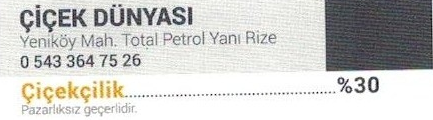 ÇİÇEK DÜNYASI
Yeniköy Mah. Total Petrol Yanı Rize
0 543 364 75 26
Çiçekçilik..................................................%30
Pazarlıksız geçerlidir.